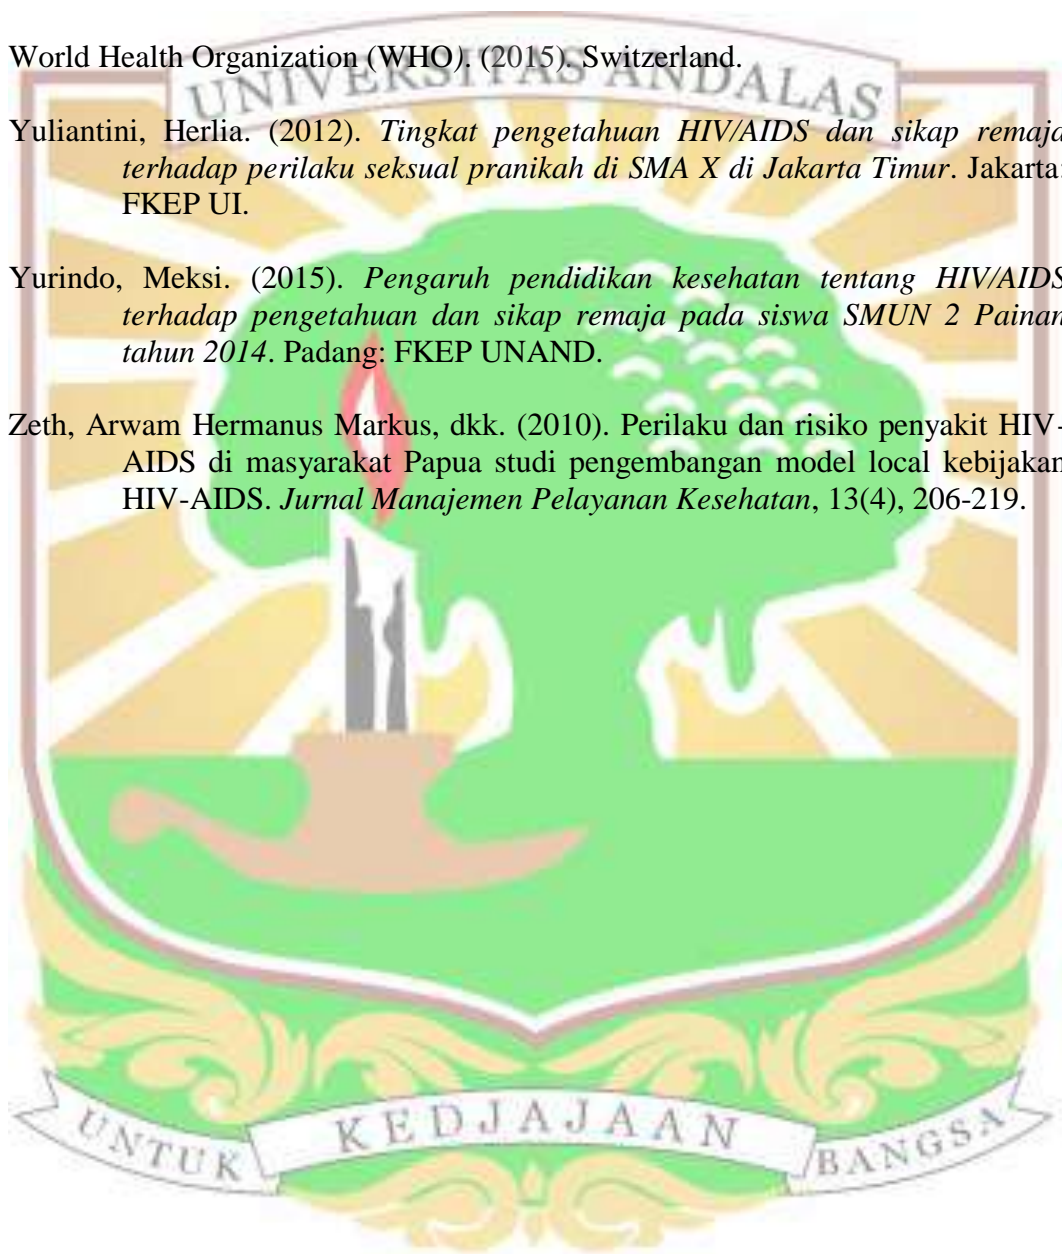 World Health Organization (WHO). (2015). Switzerland.
UNIVERSITAS ANDALAS
Yuliantini, Herlia. (2012). Tingkat pengetahuan HIV/AIDS dan sikap remaja
terhadap perilaku seksual pranikah di SMA X di Jakarta Timur. Jakarta:
FKEP UI.
Yurindo, Meksi. (2015). Pengaruh pendidikan kesehatan tentang HIV/AIDS
terhadap pengetahuan dan sikap remaja pada siswa SMUN 2 Painan
tahun 2014. Padang: FKEP UNAND.
Zeth, Arwam Hermanus Markus, dkk. (2010). Perilaku dan risiko penyakit HIV-
AIDS di masyarakat Papua studi pengembangan model local kebijakan
HIV-AIDS. Jurnal Manajemen Pelayanan Kesehatan, 13(4), 206-219.
UNTUK KEDJAJAAN BANGSA